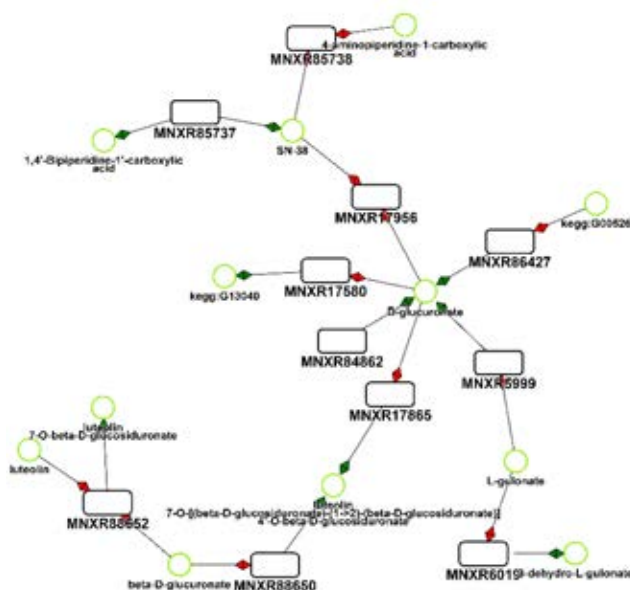 4-aminopiperidine-1-carboxylic
acid
MNXR85738
MNXR85737
SN-38
1,4'-Bipiperidine-1'-carboxylic
acid
MNXR17956
kegg:G00526
MNXR86427
MNXR17580
kegg:G13040
D-glucuronate
MNXR84862
MNXR5999
MNXR17865
luteolin
7-O-beta-D-glucosiduronate
luteolin
L-gulonate
luteolin
7-O-[(beta-D-glucosiduronate)-(1->2)-(beta-D-glucosiduronate)]
4'-O-beta-D-glucosiduronate
MNXR88652
beta-D-glucuronate
MNXR88650
MNXR6019
3-dehydro-L-gulonate